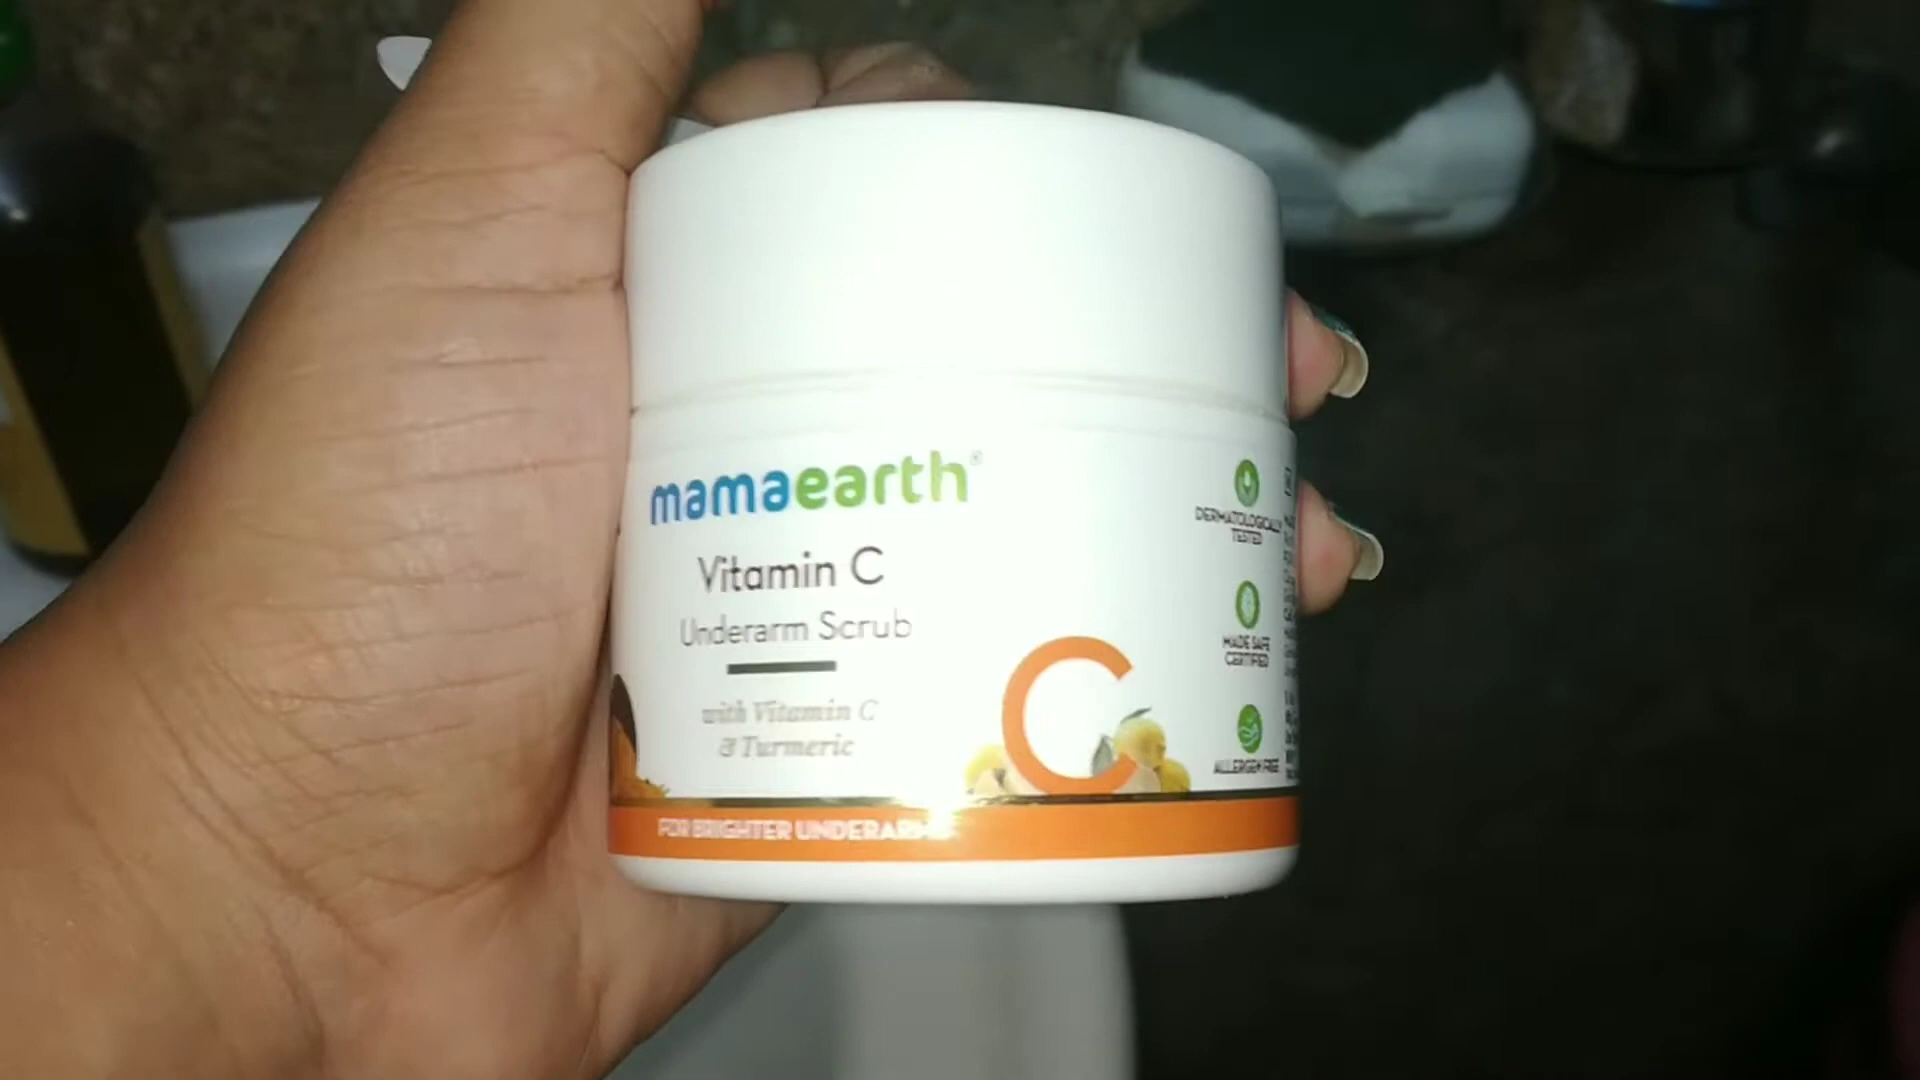 mamaearth®
Vitamin C
Underarm Scrub
with Vitamin C
& Turmeric
C
FOR BRIGHTER UNDERARMS
DERMATOLOGICALLY
TESTED
MADE SAFE
CERTIFIED
ALLERGEN FREE